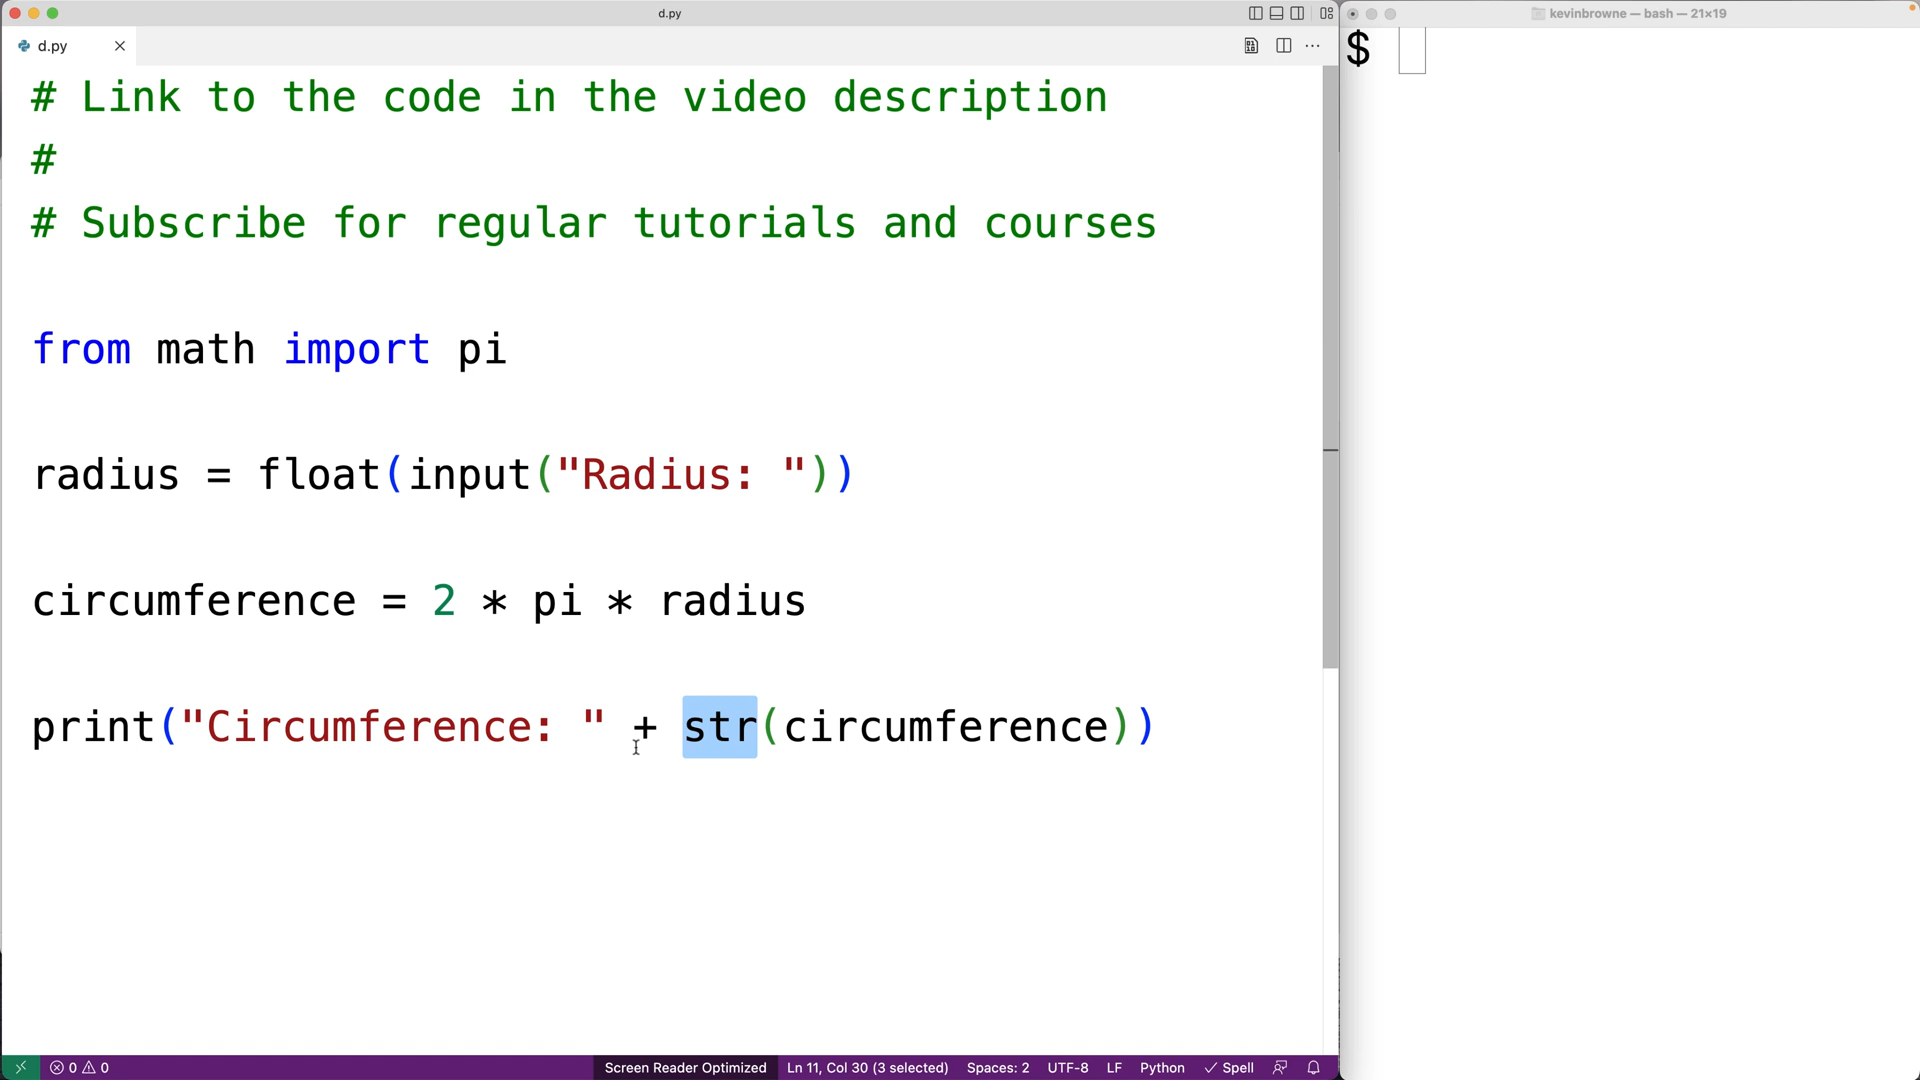 d.py
kevinbrowne — bash — 21×19
d.py
$
# Link to the code in the video description
#
# Subscribe for regular tutorials and courses
from math import pi
radius = float(input("Radius: "))
circumference = 2 * pi * radius
print("Circumference: " + str(circumference))
0 0 Screen Reader Optimized Ln 11, Col 30 (3 selected) Spaces: 2 UTF-8 LF Python Spell